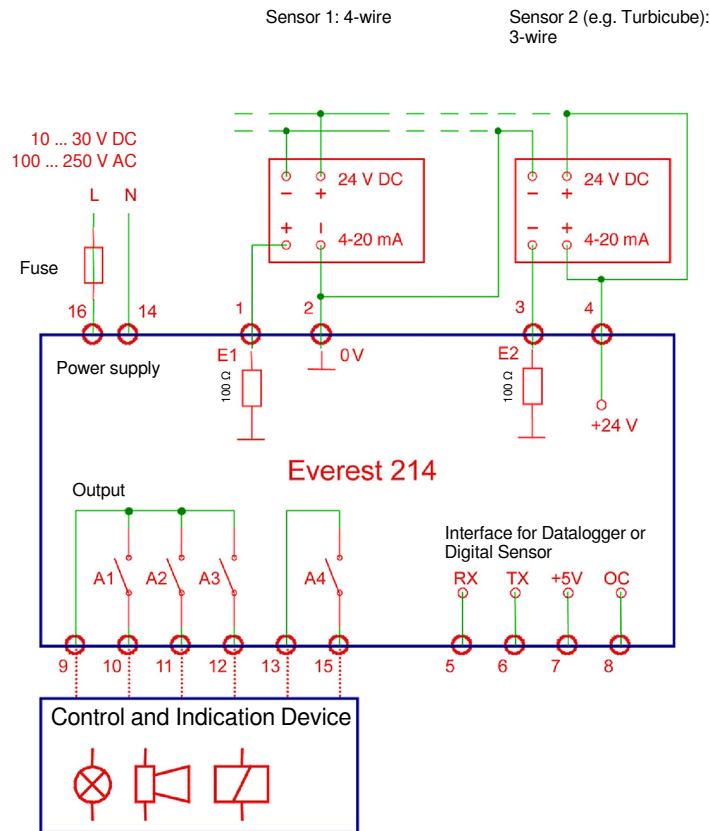 Sensor 1: 4-wire
Sensor 2 (e.g. Turbicube):
3-wire
10 ... 30 V DC
100 ... 250 V AC
L N
Fuse
− + 24 V DC
+ − 4-20 mA
− + 24 V DC
− + 4-20 mA
16 14 1 2 3 4
Power supply
E1 0 V E2
100 Ω
100 Ω
+24 V
Everest 214
Output
Interface for Datalogger or
Digital Sensor
A1 A2 A3 A4
RX TX +5V OC
9 10 11 12 13 15 5 6 7 8
Control and Indication Device